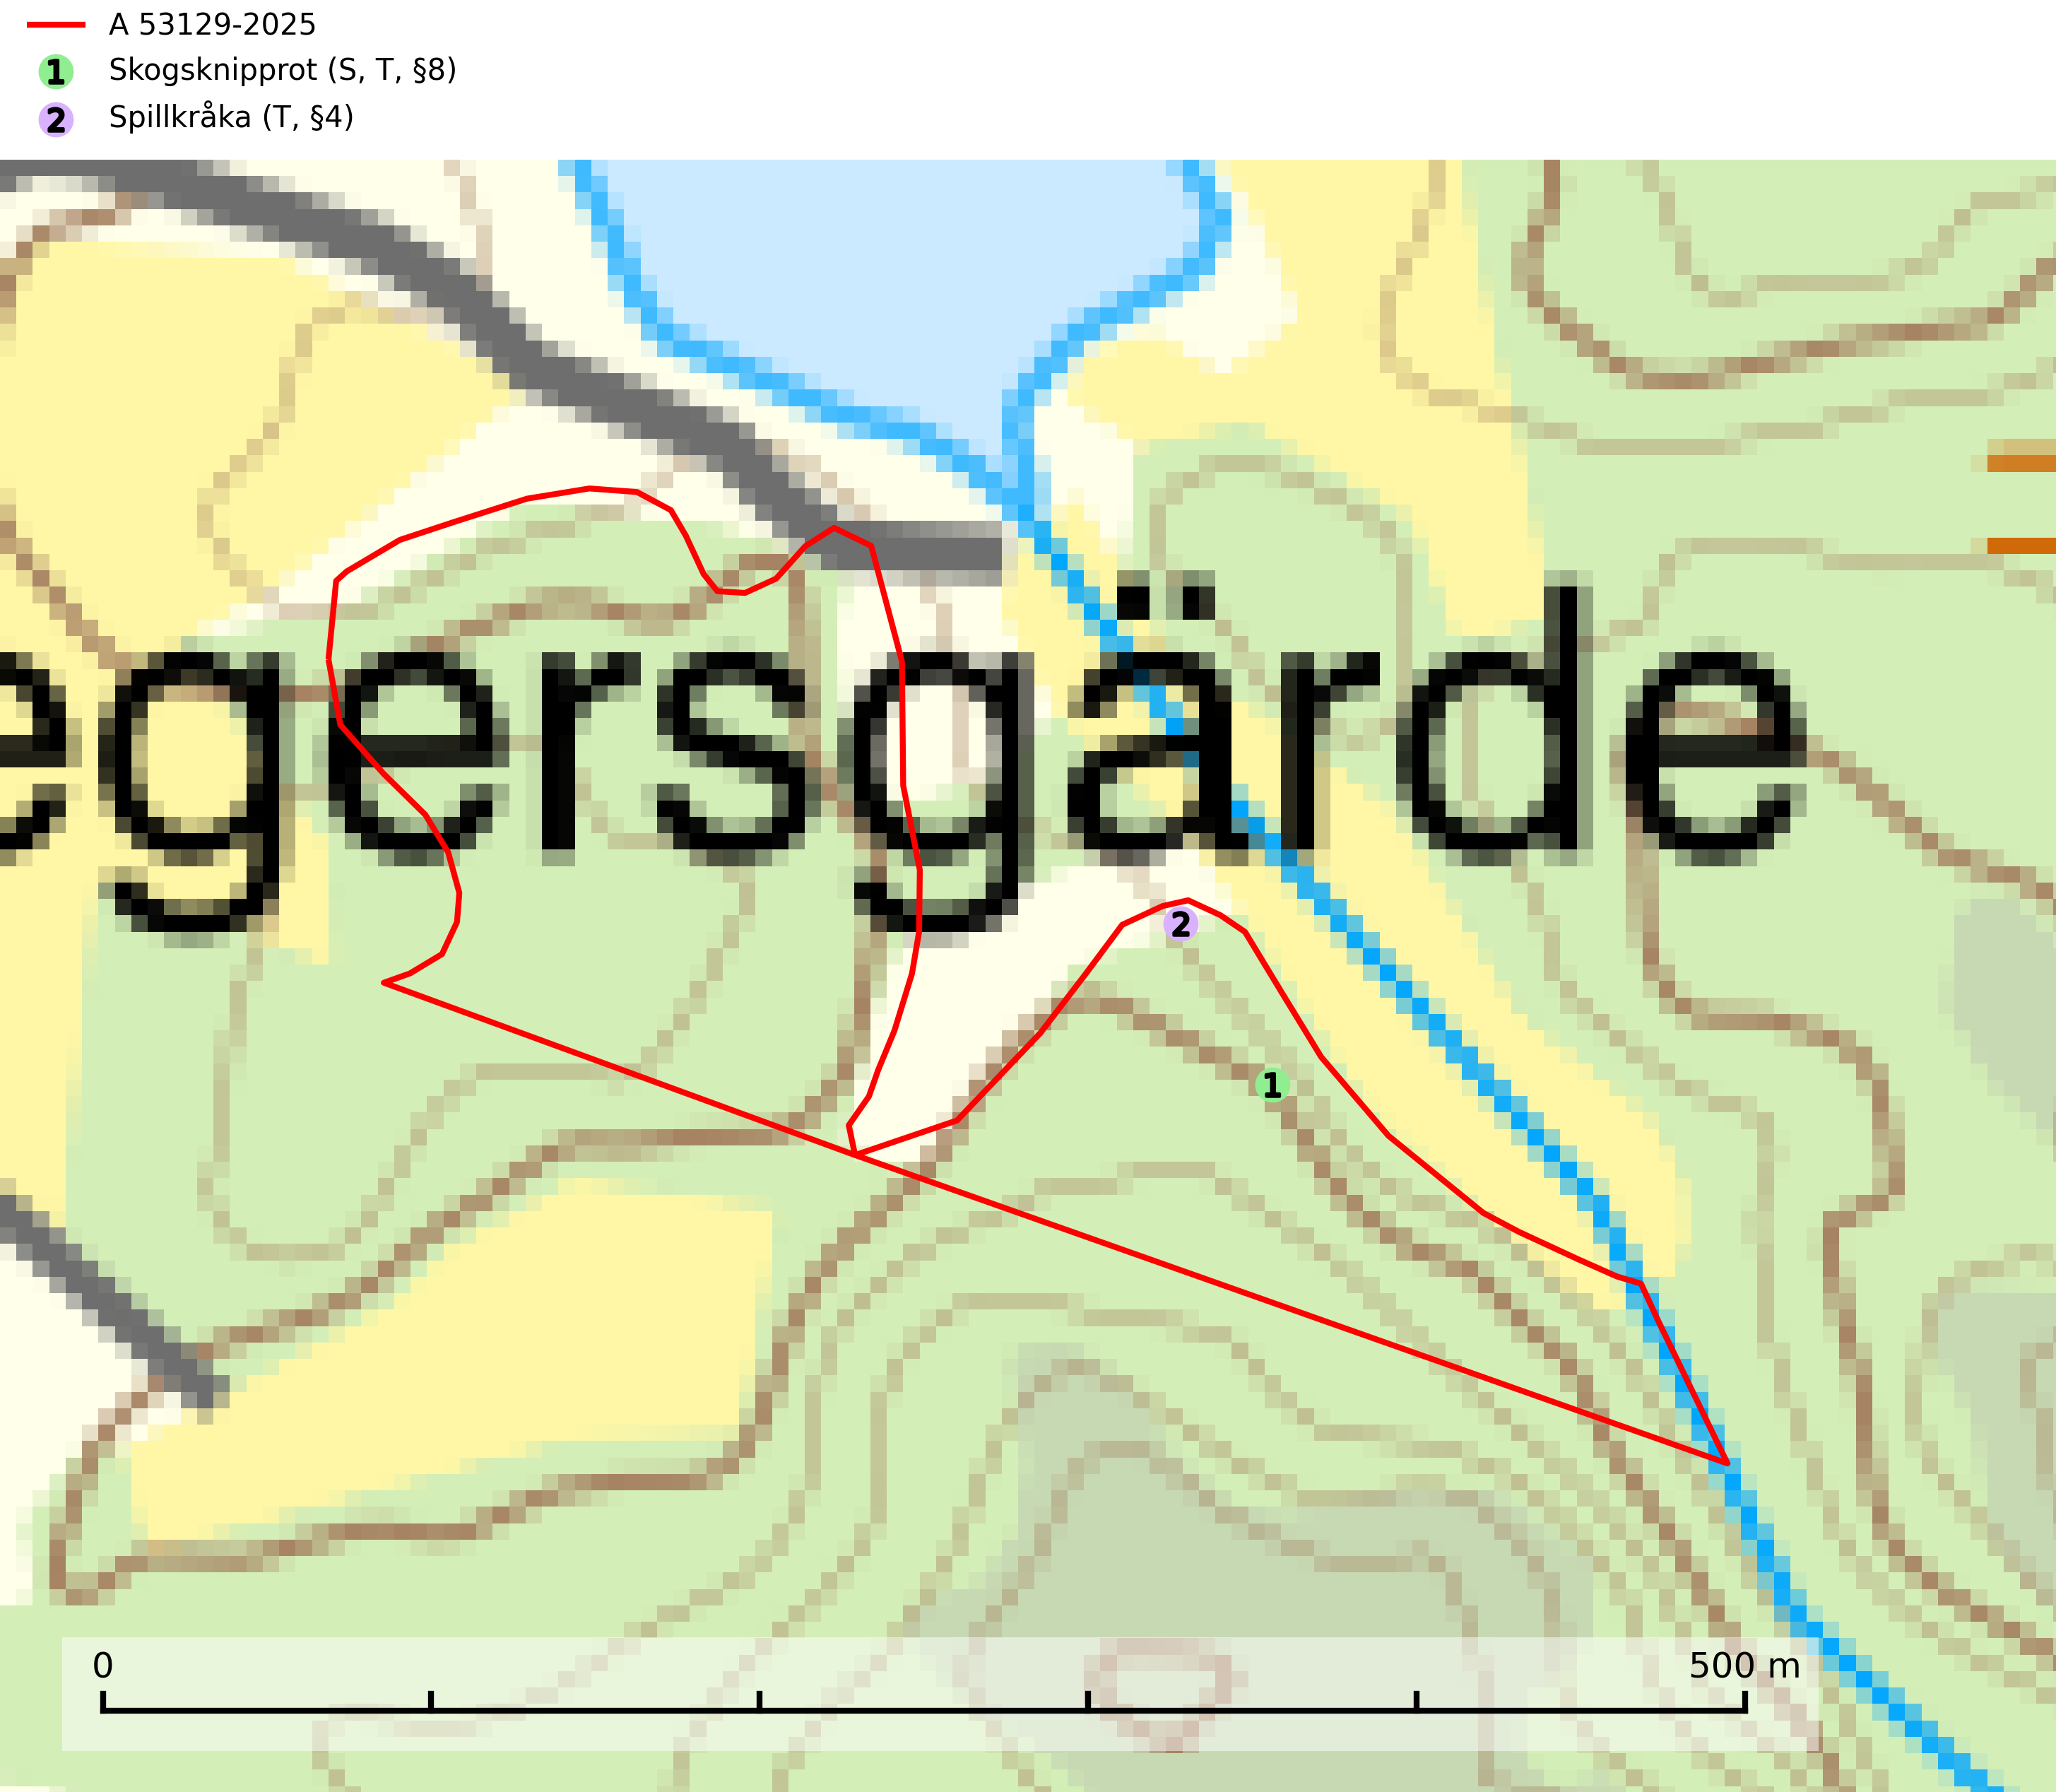 A 53129-2025
1 Skogsknipprot (S, T, §8)
2 Spillkråka (T, §4)
egersgärde
2
1
0 500 m